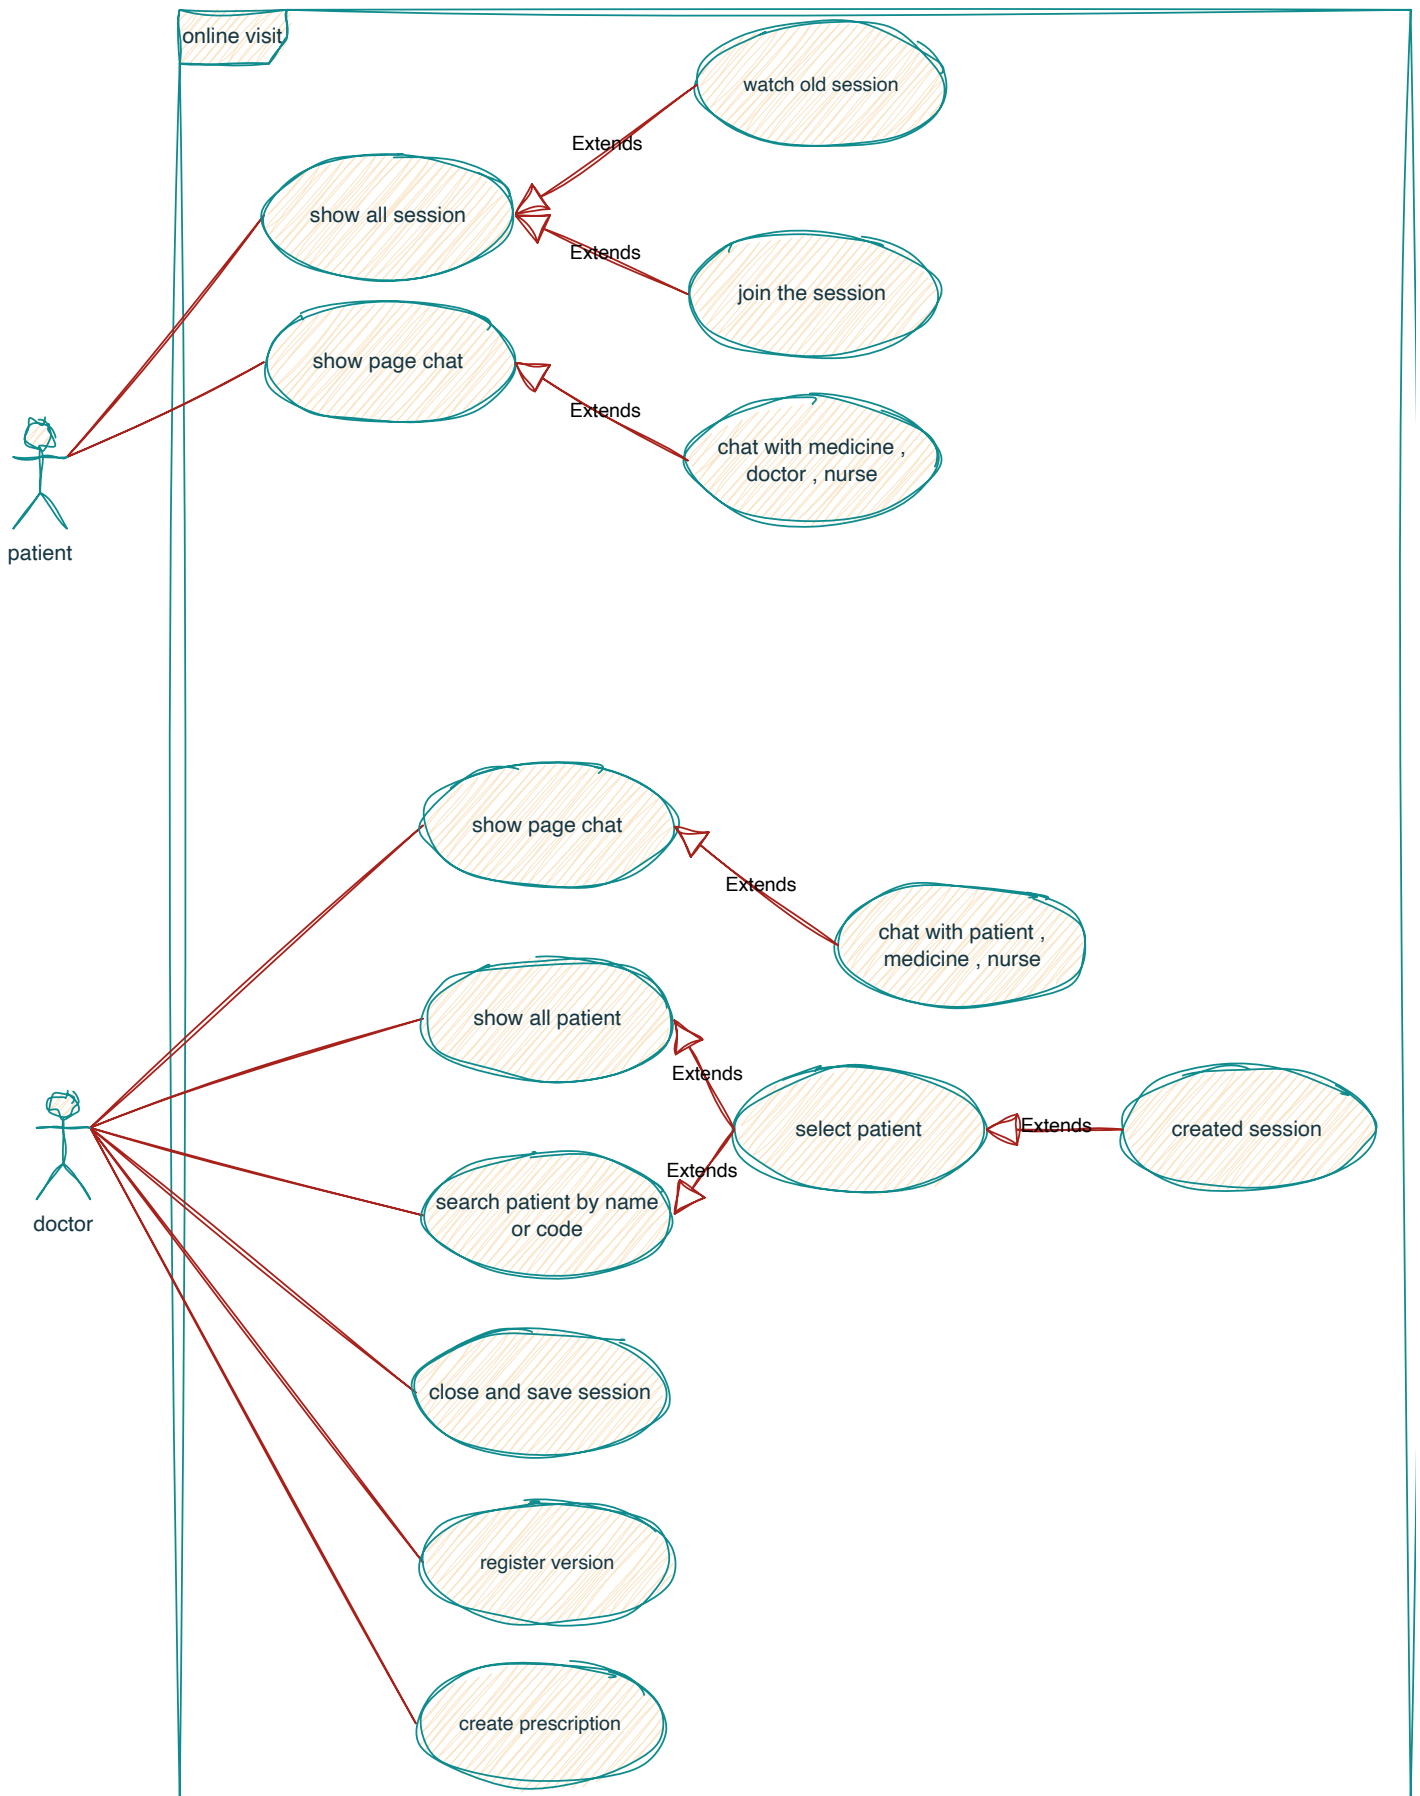 online visit
watch old session
Extends
show all session
Extends
join the session
show page chat
Extends
chat with medicine ,
doctor , nurse
patient
show page chat
Extends
chat with patient ,
medicine , nurse
show all patient
Extends
select patient
Extends
created session
Extends
search patient by name
or code
doctor
close and save session
register version
create prescription